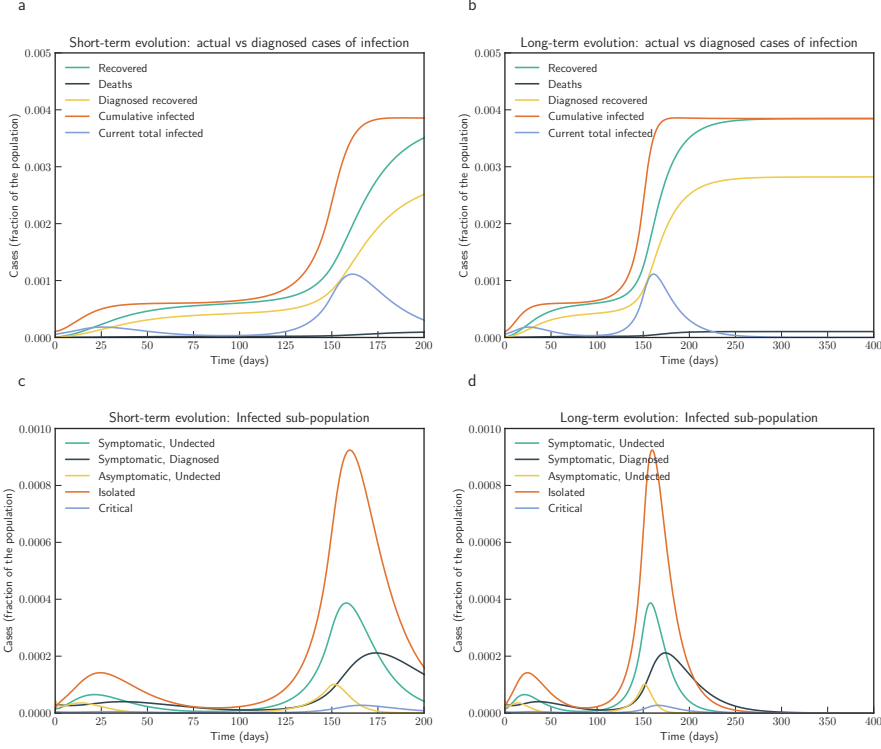 a
Short-term evolution: actual vs diagnosed cases of infection
Cases (fraction of the population)
0.005
0.004
0.003
0.002
0.001
0.000
Recovered
Deaths
Diagnosed recovered
Cumulative infected
Current total infected
0 25 50 75 100 125 150 175 200
Time (days)
b
Long-term evolution: actual vs diagnosed cases of infection
Cases (fraction of the population)
0.005
0.004
0.003
0.002
0.001
0.000
Recovered
Deaths
Diagnosed recovered
Cumulative infected
Current total infected
0 50 100 150 200 250 300 350 400
Time (days)
c
Short-term evolution: Infected sub-population
Cases (fraction of the population)
0.0010
0.0008
0.0006
0.0004
0.0002
0.0000
Symptomatic, Undected
Symptomatic, Diagnosed
Asymptomatic, Undected
Isolated
Critical
0 25 50 75 100 125 150 175 200
Time (days)
d
Long-term evolution: Infected sub-population
Cases (fraction of the population)
0.0010
0.0008
0.0006
0.0004
0.0002
0.0000
Symptomatic, Undected
Symptomatic, Diagnosed
Asymptomatic, Undected
Isolated
Critical
0 50 100 150 200 250 300 350 400
Time (days)